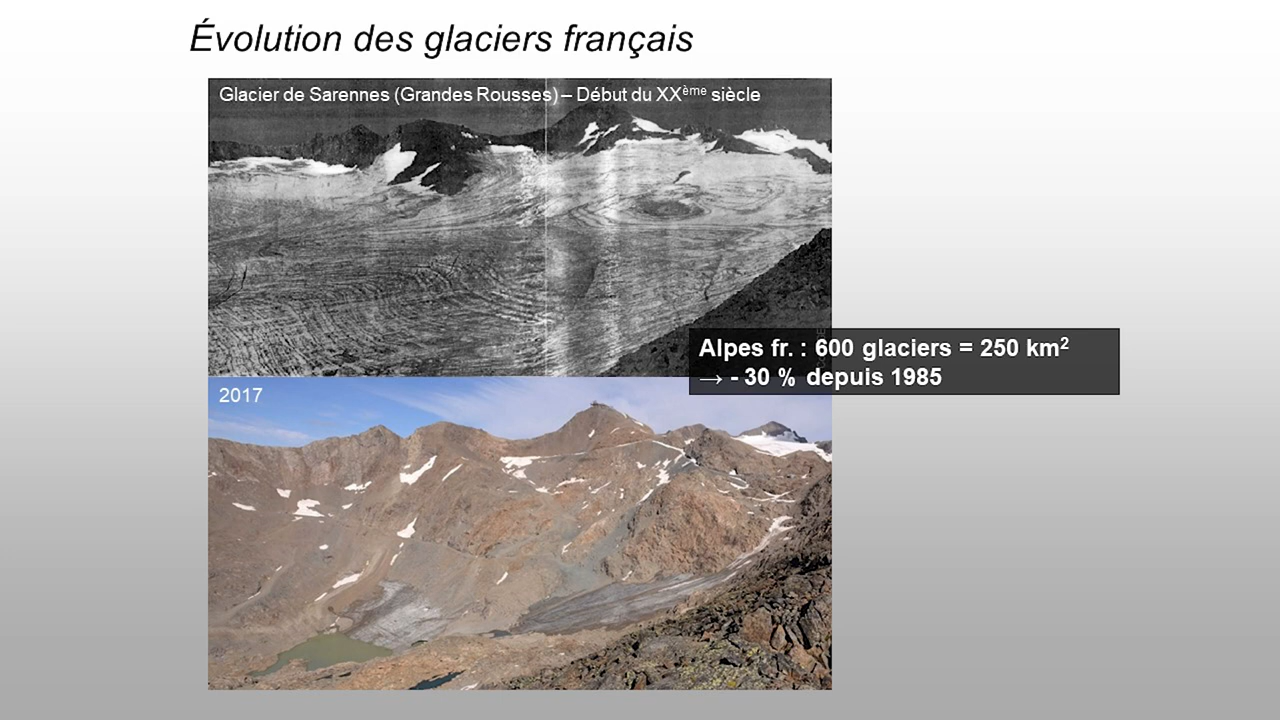 Évolution des glaciers français
Glacier de Sarennes (Grandes Rousses) – Début du XXème siècle
Alpes fr. : 600 glaciers = 250 km²
→ - 30 % depuis 1985
2017